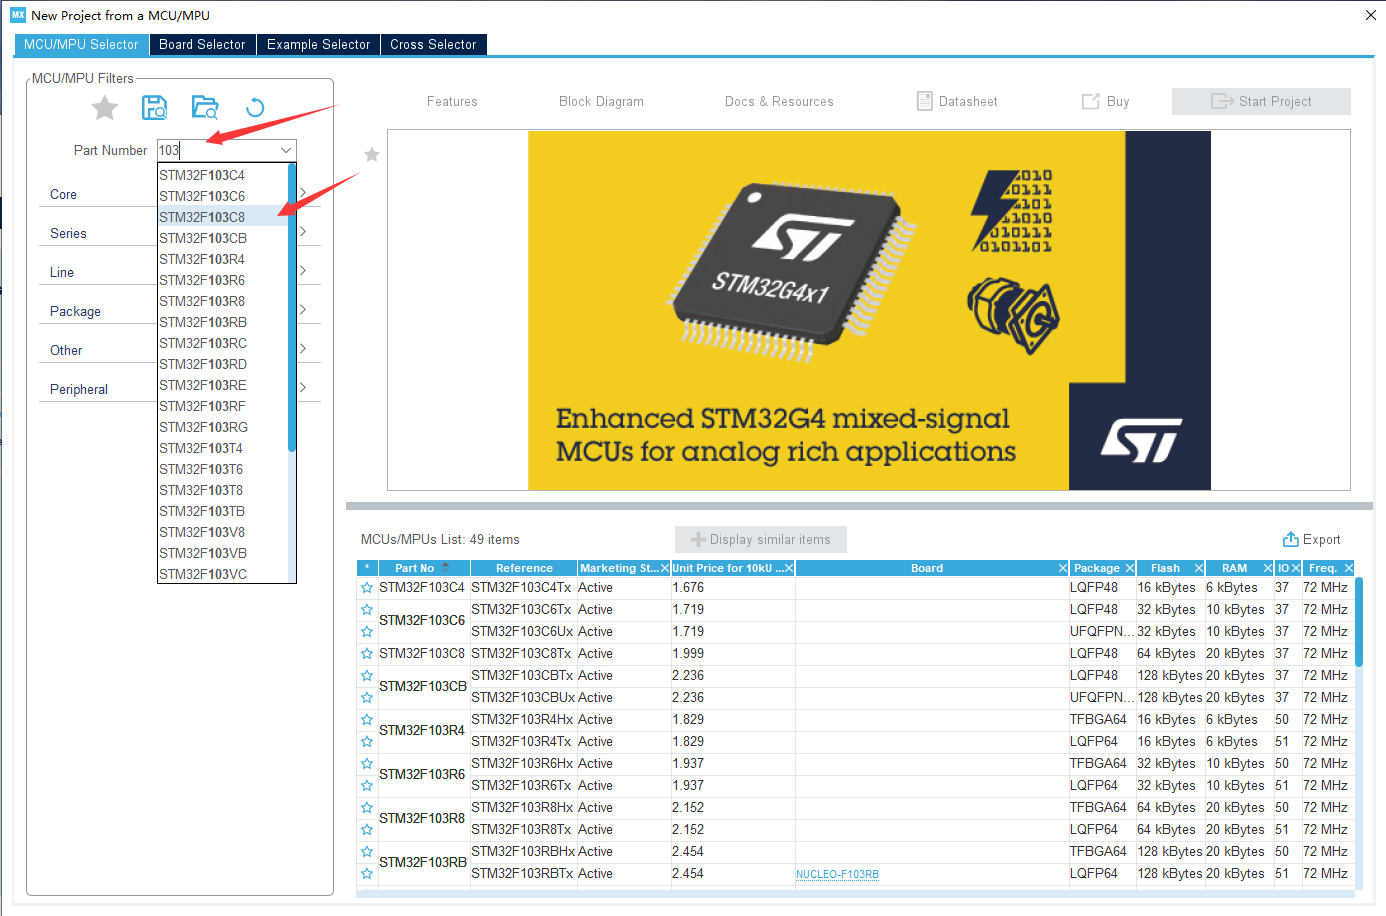 MX New Project from a MCU/MPU
MCU/MPU Selector Board Selector Example Selector Cross Selector
MCU/MPU Filters
Features Block Diagram Docs & Resources Datasheet Buy Start Project
Part Number 103
STM32F103C4
STM32F103C6
STM32F103C8
STM32F103CB
STM32F103R4
STM32F103R6
STM32F103R8
STM32F103RB
STM32F103RC
STM32F103RD
STM32F103RE
STM32F103RF
STM32F103RG
STM32F103T4
STM32F103T6
STM32F103T8
STM32F103TB
STM32F103V8
STM32F103VB
STM32F103VC
Core
Series
Line
Package
Other
Peripheral
ST
STM32G4x1
010
0111
101
11010
010111
0101101
Enhanced STM32G4 mixed-signal
MCUs for analog rich applications
ST
MCUs/MPUs List: 49 items
Display similar items
Export
* Part No Reference Marketing St... Unit Price for 10kU ... Board Package Flash RAM IO Freq.
STM32F103C4 STM32F103C4Tx Active 1.676 LQFP48 16 kBytes 6 kBytes 37 72 MHz
STM32F103C6 STM32F103C6Tx Active 1.719 LQFP48 32 kBytes 10 kBytes 37 72 MHz
STM32F103C6Ux Active 1.719 UFQFPN... 32 kBytes 10 kBytes 37 72 MHz
STM32F103C8 STM32F103C8Tx Active 1.999 LQFP48 64 kBytes 20 kBytes 37 72 MHz
STM32F103CB STM32F103CBTx Active 2.236 LQFP48 128 kBytes 20 kBytes 37 72 MHz
STM32F103CBUx Active 2.236 UFQFPN... 128 kBytes 20 kBytes 37 72 MHz
STM32F103R4 STM32F103R4Hx Active 1.829 TFBGA64 16 kBytes 6 kBytes 50 72 MHz
STM32F103R4Tx Active 1.829 LQFP64 16 kBytes 6 kBytes 51 72 MHz
STM32F103R6 STM32F103R6Hx Active 1.937 TFBGA64 32 kBytes 10 kBytes 50 72 MHz
STM32F103R6Tx Active 1.937 LQFP64 32 kBytes 10 kBytes 51 72 MHz
STM32F103R8 STM32F103R8Hx Active 2.152 TFBGA64 64 kBytes 20 kBytes 50 72 MHz
STM32F103R8Tx Active 2.152 LQFP64 64 kBytes 20 kBytes 51 72 MHz
STM32F103RB STM32F103RBHx Active 2.454 TFBGA64 128 kBytes 20 kBytes 50 72 MHz
STM32F103RBTx Active 2.454 NUCLEO-F103RB LQFP64 128 kBytes 20 kBytes 51 72 MHz